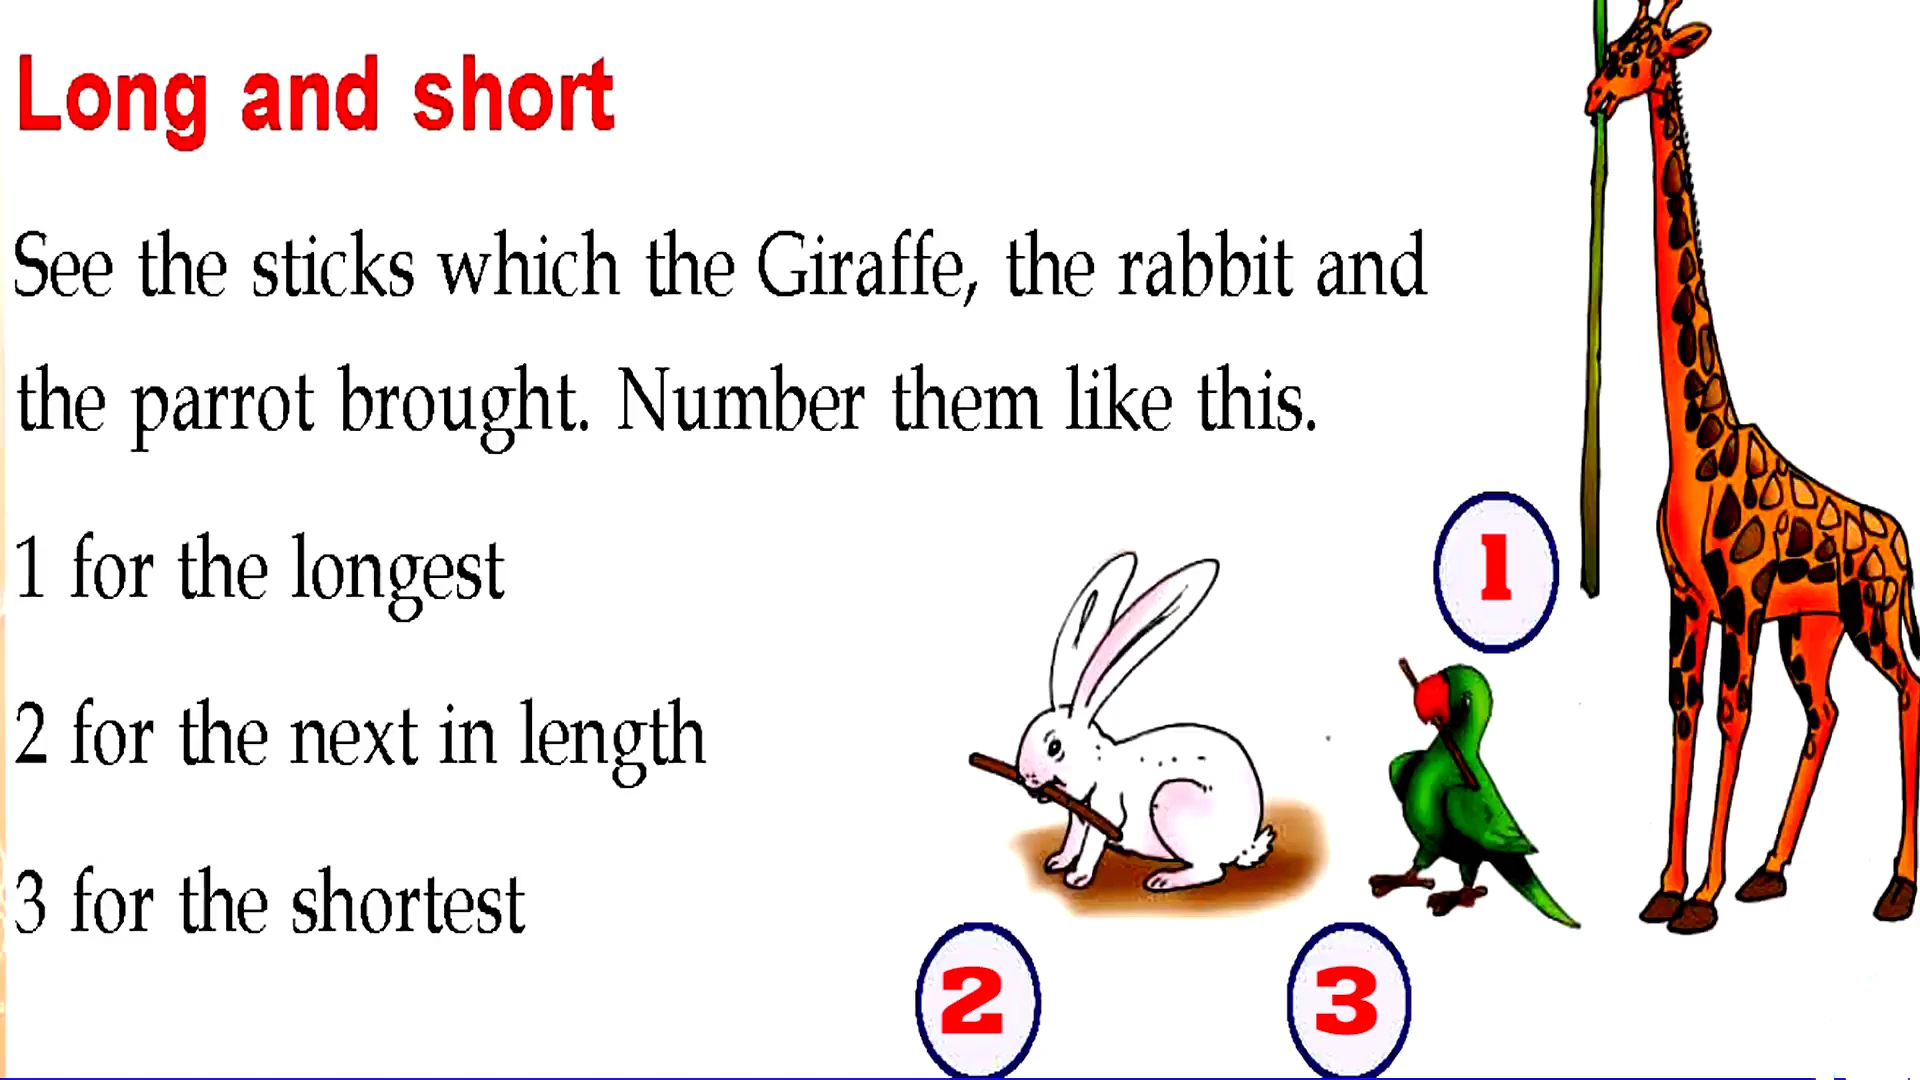 Long and short
See the sticks which the Giraffe, the rabbit and
the parrot brought. Number them like this.
1 for the longest
2 for the next in length
3 for the shortest
1
2
3